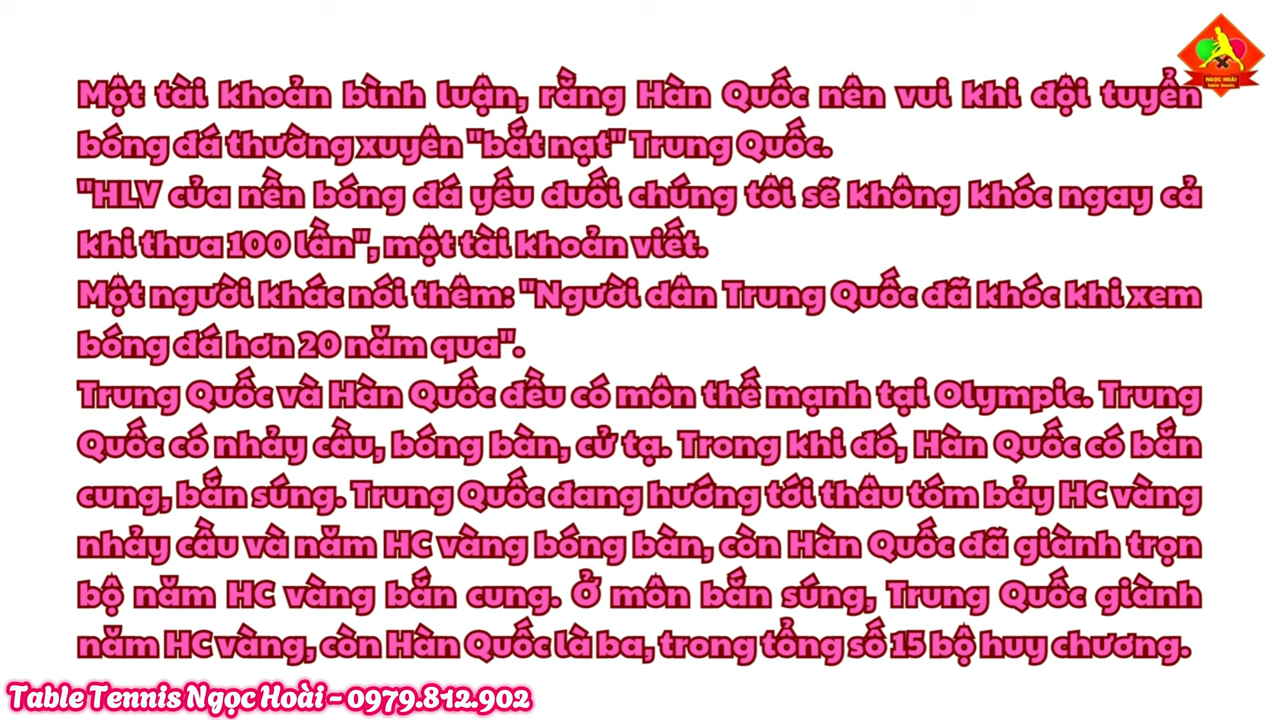 NGỌC HOÀI
Table Tennis
Một tài khoản bình luận, rằng Hàn Quốc nên vui khi đội tuyển
bóng đá thường xuyên "bắt nạt" Trung Quốc.
"HLV của nền bóng đá yếu đuối chúng tôi sẽ không khóc ngay cả
khi thua 100 lần", một tài khoản viết.
Một người khác nói thêm: "Người dân Trung Quốc đã khóc khi xem
bóng đá hơn 20 năm qua".
Trung Quốc và Hàn Quốc đều có môn thế mạnh tại Olympic. Trung
Quốc có nhảy cầu, bóng bàn, cử tạ. Trong khi đó, Hàn Quốc có bắn
cung, bắn súng. Trung Quốc đang hướng tới thâu tóm bảy HC vàng
nhảy cầu và năm HC vàng bóng bàn, còn Hàn Quốc đã giành trọn
bộ năm HC vàng bắn cung. Ở môn bắn súng, Trung Quốc giành
năm HC vàng, còn Hàn Quốc là ba, trong tổng số 15 bộ huy chương.
Table Tennis Ngọc Hoài - 0979.812.902